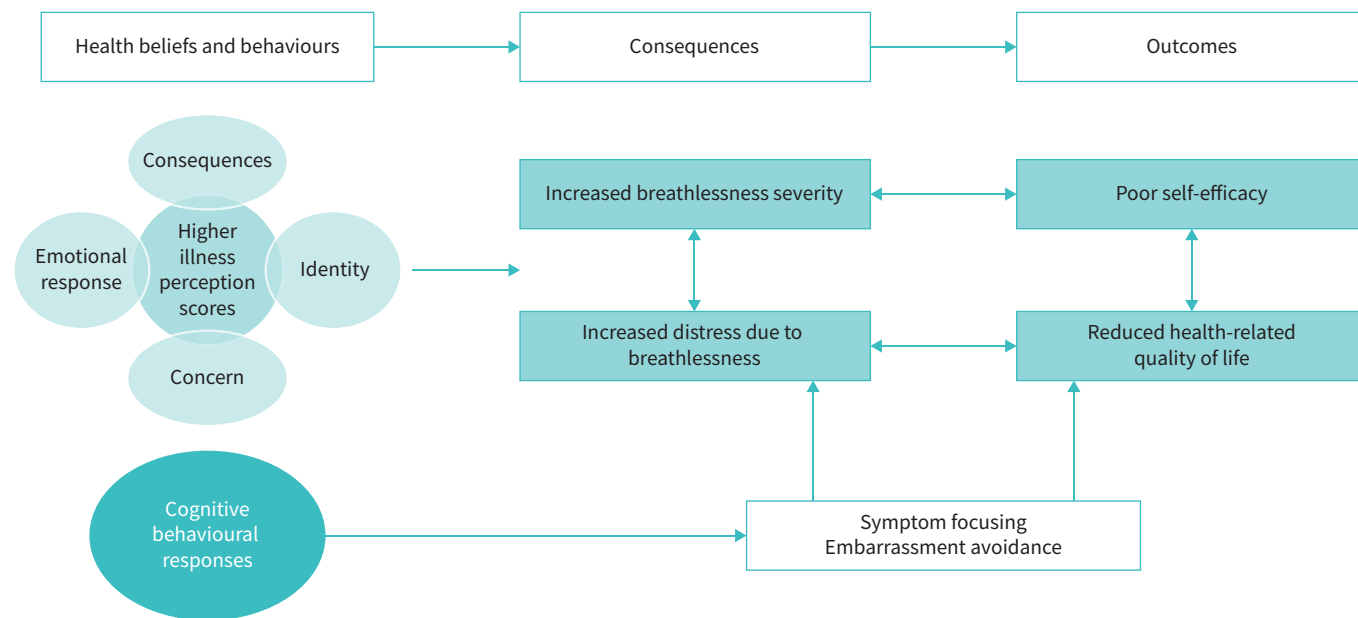 Health beliefs and behaviours
Consequences
Outcomes
Consequences
Emotional
response
Higher
illness
perception
scores
Identity
Concern
Increased breathlessness severity
Poor self-efficacy
Increased distress due to
breathlessness
Reduced health-related
quality of life
Cognitive
behavioural
responses
Symptom focusing
Embarrassment avoidance